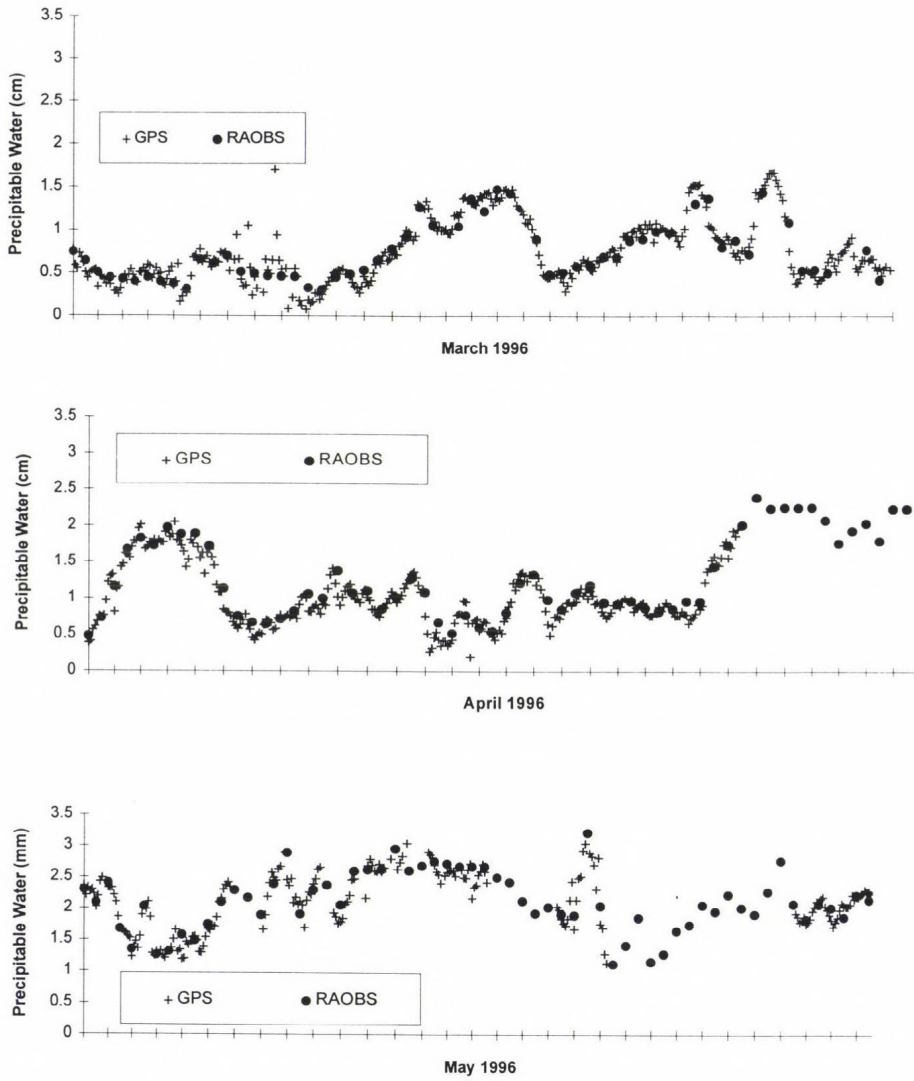 3.5
3
2.5
2
1.5
1
0.5
0
Precipitable Water (cm)
+ GPS ● RAOBS
March 1996
3.5
3
2.5
2
1.5
1
0.5
0
Precipitable Water (cm)
+ GPS ● RAOBS
April 1996
3.5
3
2.5
2
1.5
1
0.5
0
Precipitable Water (mm)
+ GPS ● RAOBS
May 1996